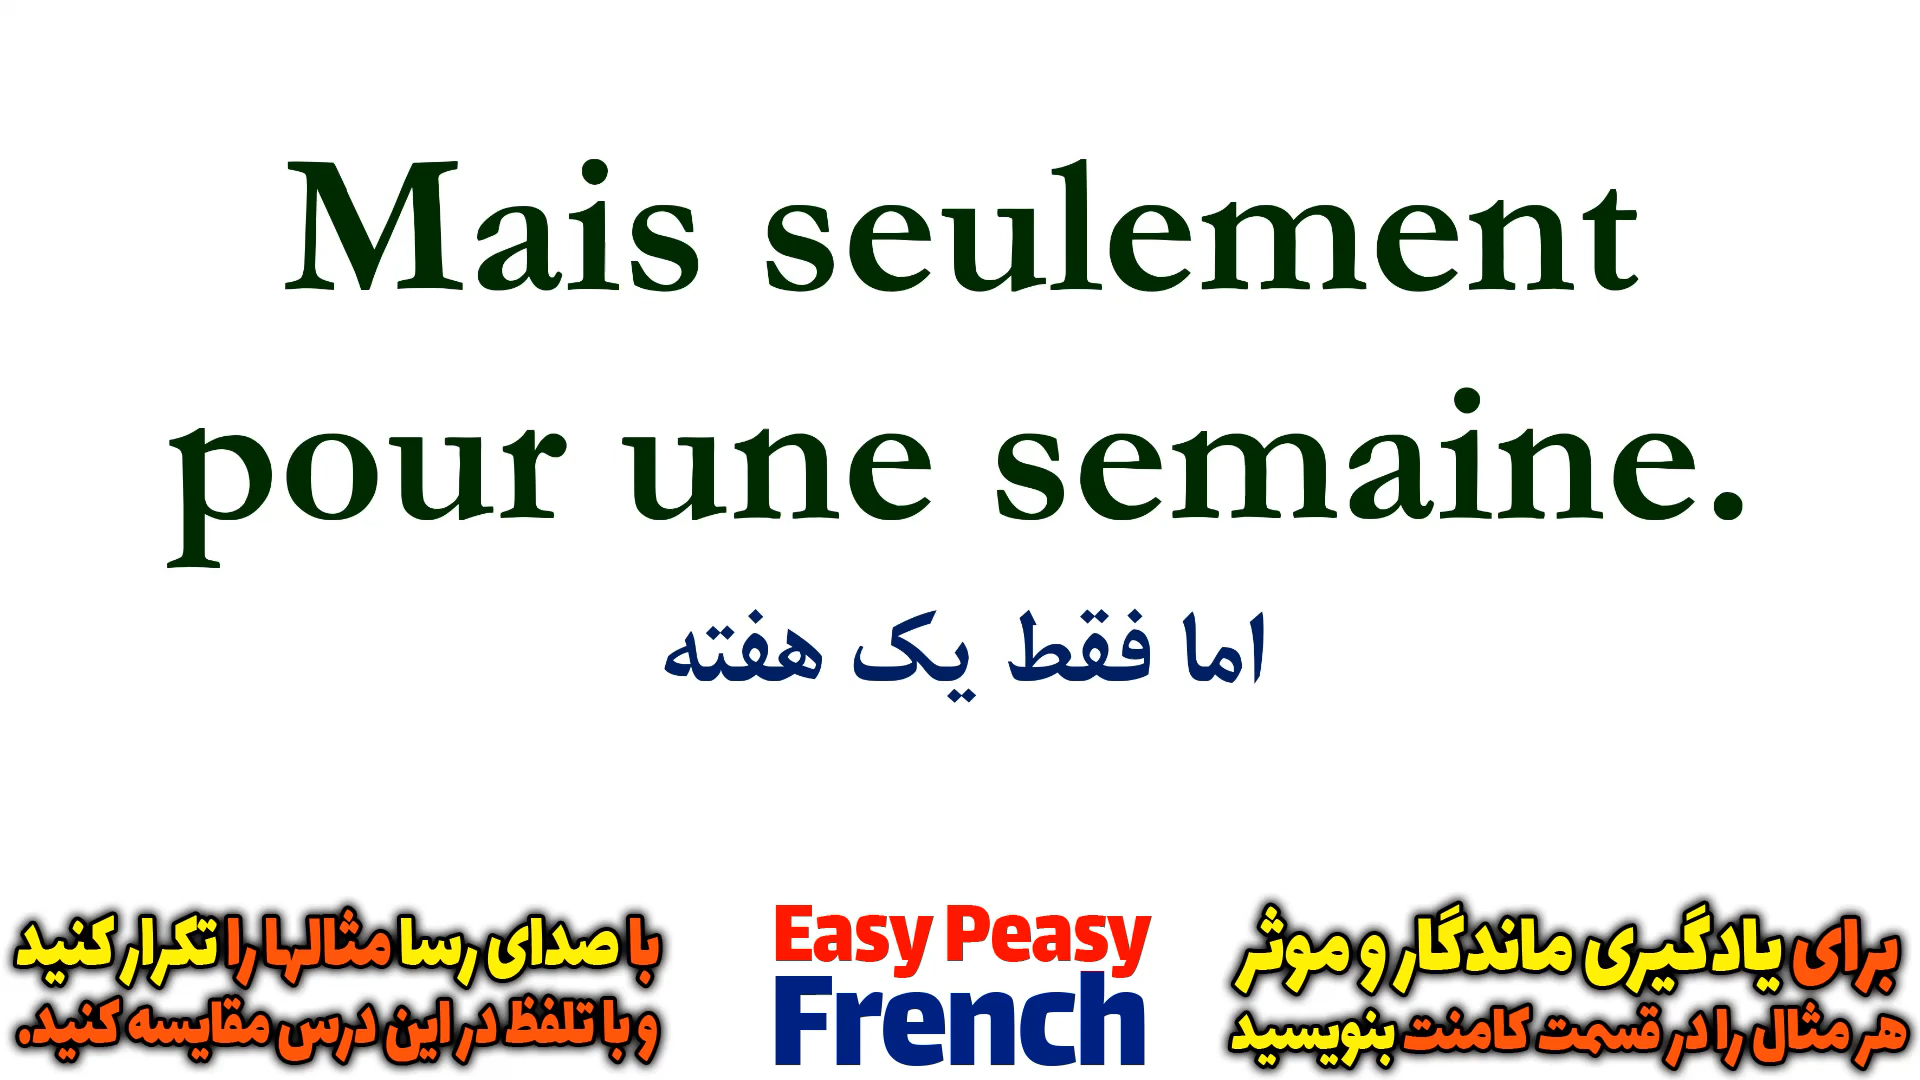 Mais seulement
pour une semaine.
اما فقط یک هفته
برای یادگیری ماندگار و موثر
هر مثال را در قسمت کامنت بنویسید
Easy Peasy
French
با صدای رسا مثالها را تکرار کنید
و با تلفظ در این درس مقایسه کنید.